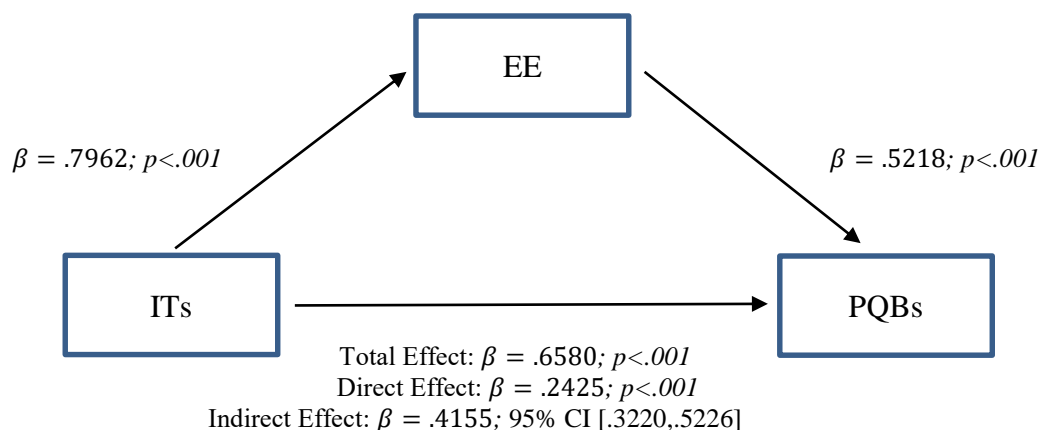 EE
β = .7962; p<.001
β = .5218; p<.001
ITs
PQBs
Total Effect: β = .6580; p<.001
Direct Effect: β = .2425; p<.001
Indirect Effect: β = .4155; 95% CI [.3220,.5226]